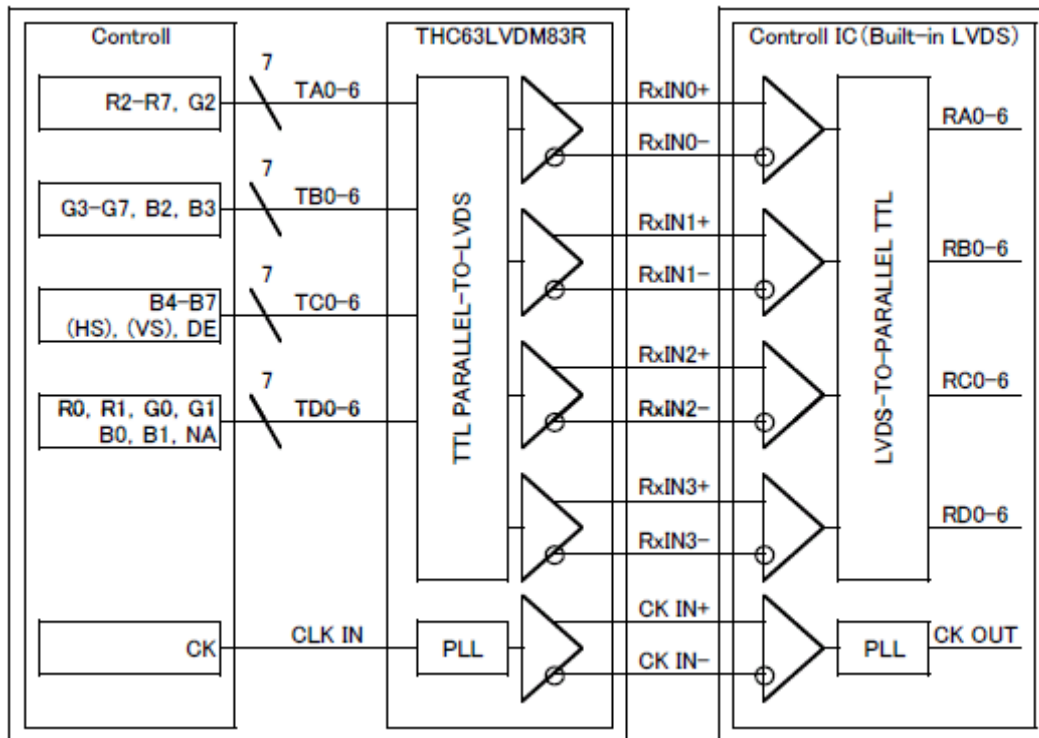 Controll
THC63LVDM83R
Controll IC(Built-in LVDS)
R2-R7, G2
7
TA0-6
RxIN0+
RxIN0-
RA0-6
G3-G7, B2, B3
7
TB0-6
RxIN1+
RxIN1-
RB0-6
B4-B7
(HS), (VS), DE
7
TC0-6
RxIN2+
RxIN2-
RC0-6
R0, R1, G0, G1
B0, B1, NA
7
TD0-6
RxIN3+
RxIN3-
RD0-6
TTL PARALLEL-TO-LVDS
LVDS-TO-PARALLEL TTL
CK
CLK IN
PLL
CK IN+
CK IN-
PLL
CK OUT